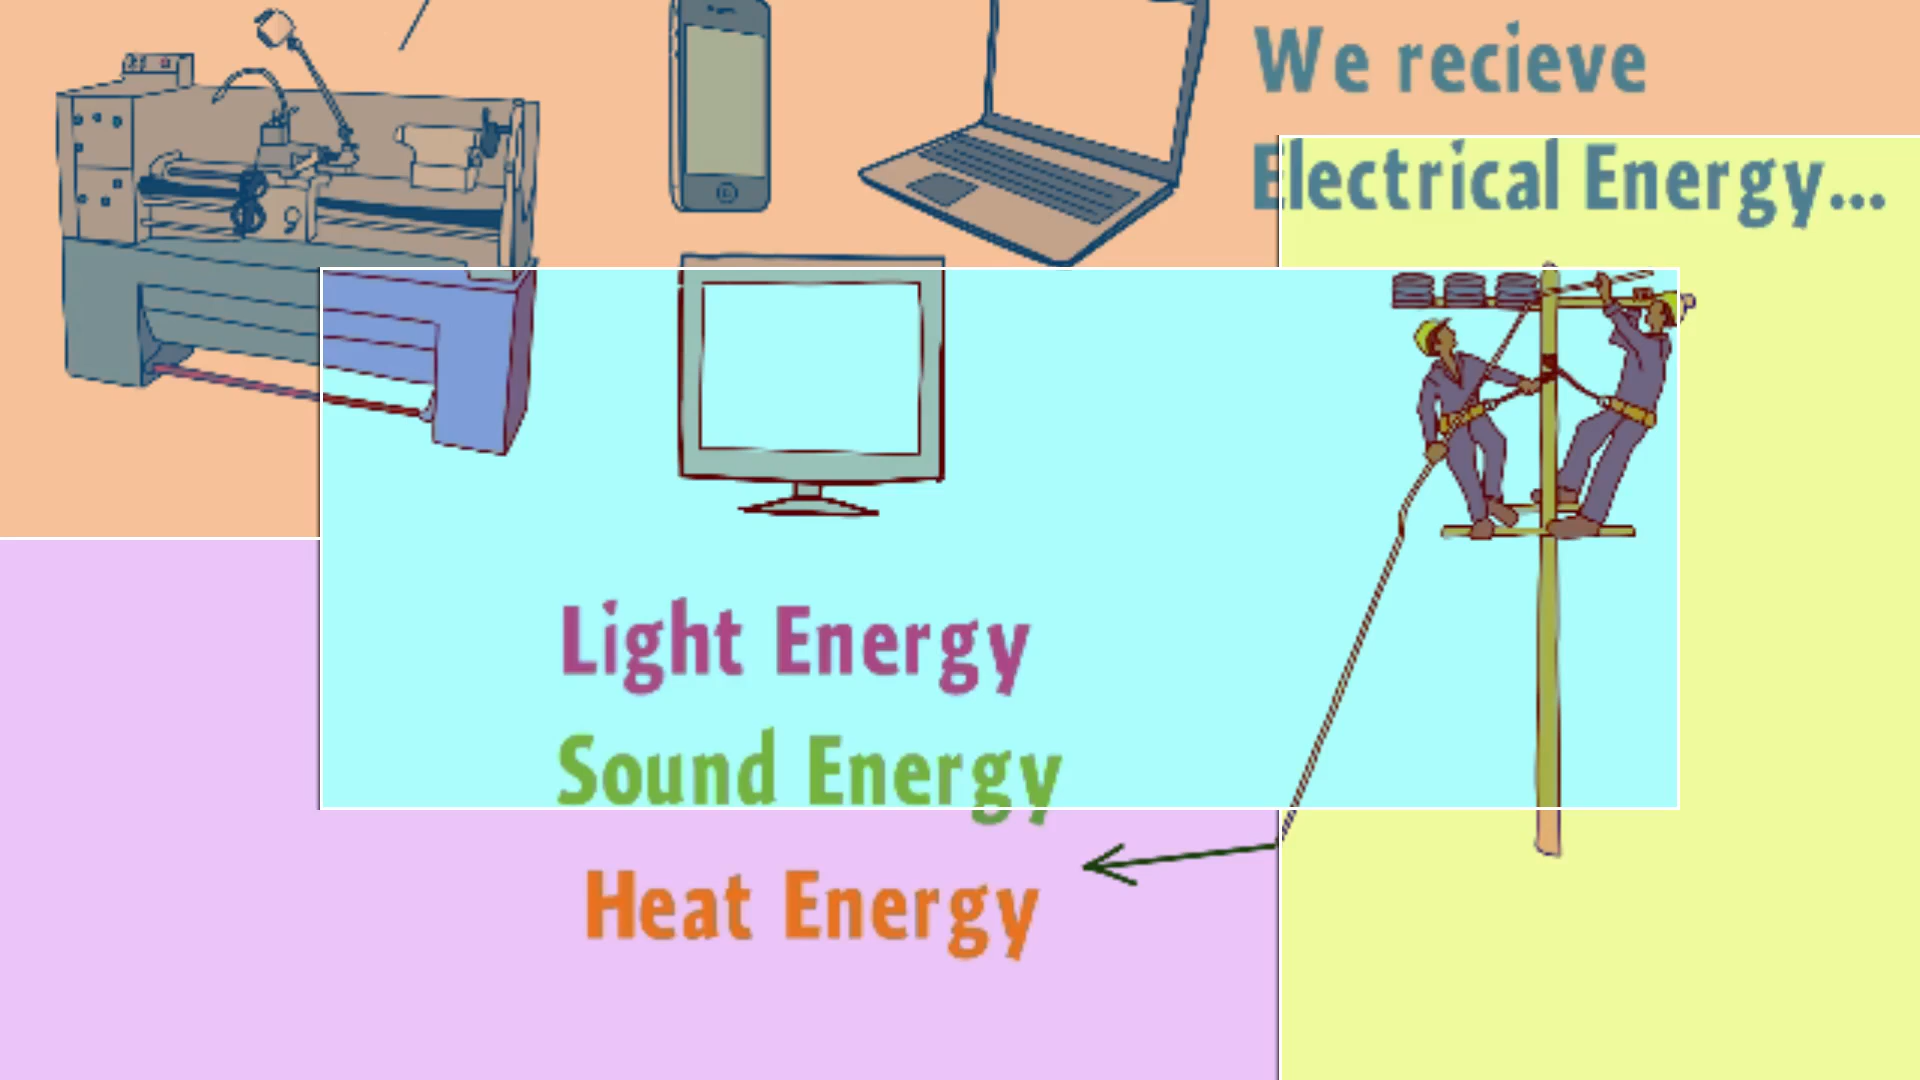 We recieve
Electrical Energy...
Light Energy
Sound Energy
Heat Energy